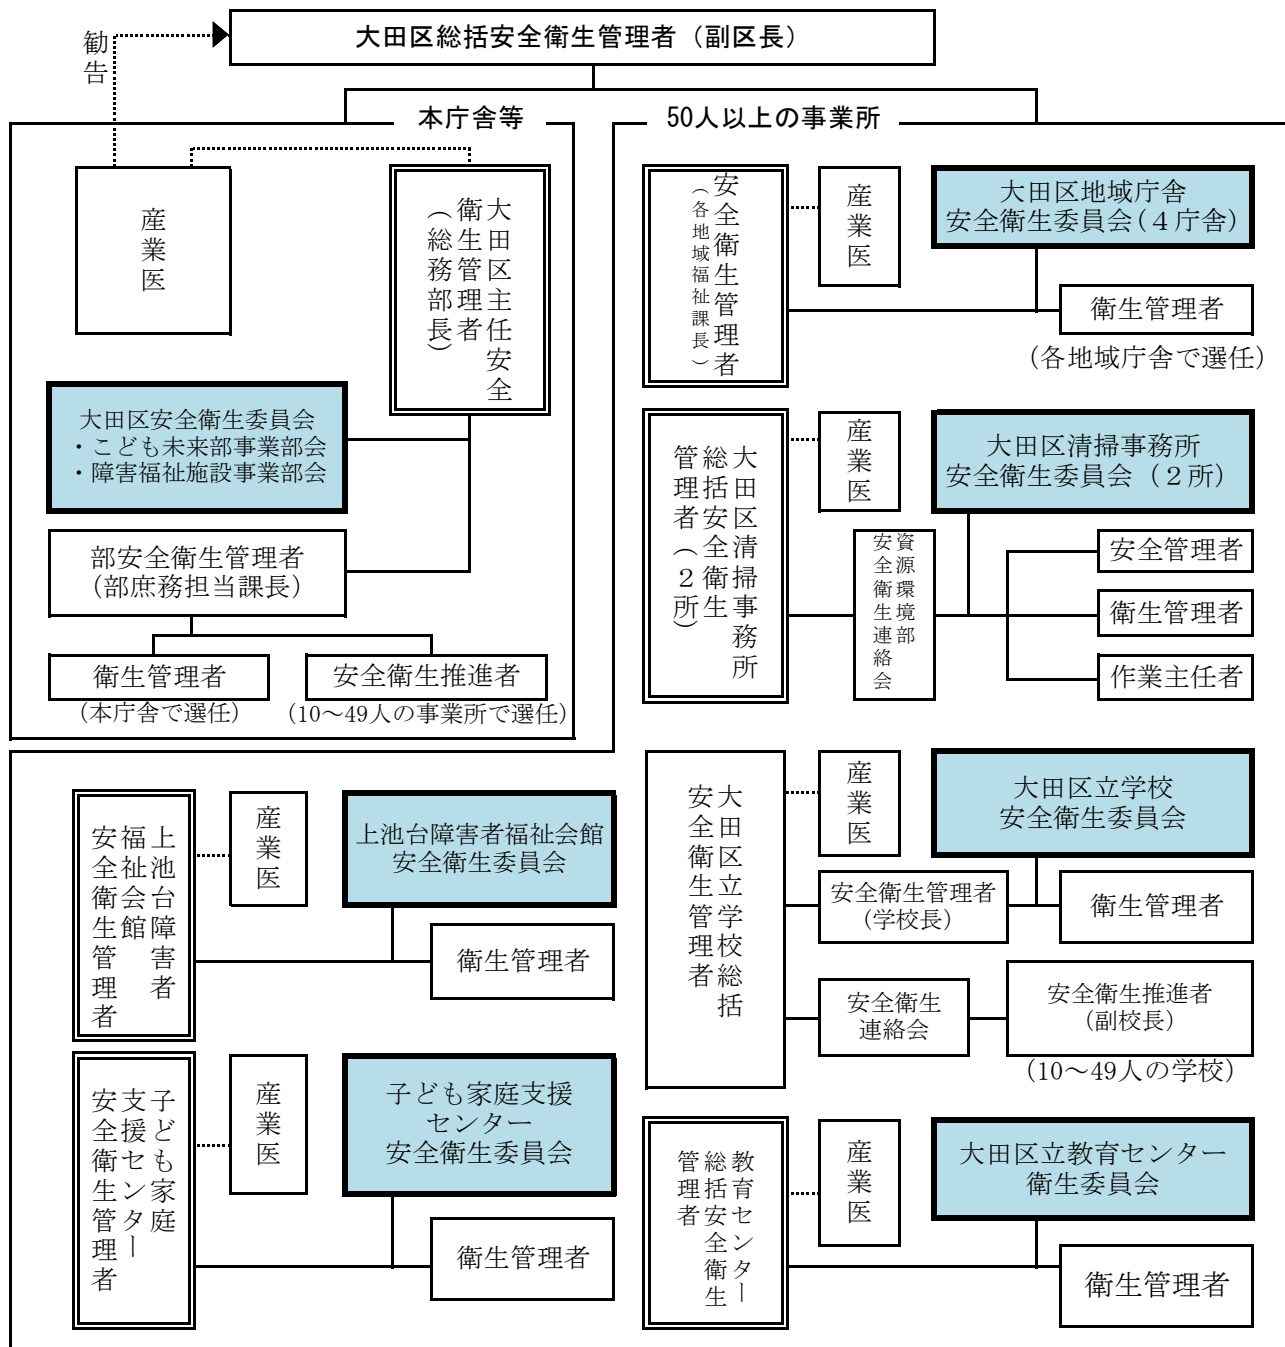 大田区総括安全衛生管理者（副区長）
勧告
本庁舎等
産業医
大田区主任安全
衛生管理者
（総務部長）
大田区安全衛生委員会
・こども未来部事業部会
・障害福祉施設事業部会
部安全衛生管理者
（部庶務担当課長）
衛生管理者
（本庁舎で選任）
安全衛生推進者
（10～49人の事業所で選任）
50人以上の事業所
安全衛生管理者
（各地域福祉課長）
産業医
大田区地域庁舎
安全衛生委員会（４庁舎）
衛生管理者
（各地域庁舎で選任）
大田区清掃事務所
総括安全衛生
管理者（２所）
産業医
大田区清掃事務所
安全衛生委員会（２所）
資源環境部
安全衛生連絡会
安全管理者
衛生管理者
作業主任者
大田区立学校総括
安全衛生管理者
産業医
大田区立学校
安全衛生委員会
安全衛生管理者
（学校長）
衛生管理者
安全衛生
連絡会
安全衛生推進者
（副校長）
（10～49人の学校）
上池台障害者
福祉会館
安全衛生管理者
産業医
上池台障害者福祉会館
安全衛生委員会
衛生管理者
子ども家庭
支援センター
安全衛生管理者
産業医
子ども家庭支援
センター
安全衛生委員会
衛生管理者
教育センター
総括安全衛生
管理者
産業医
大田区立教育センター
衛生委員会
衛生管理者